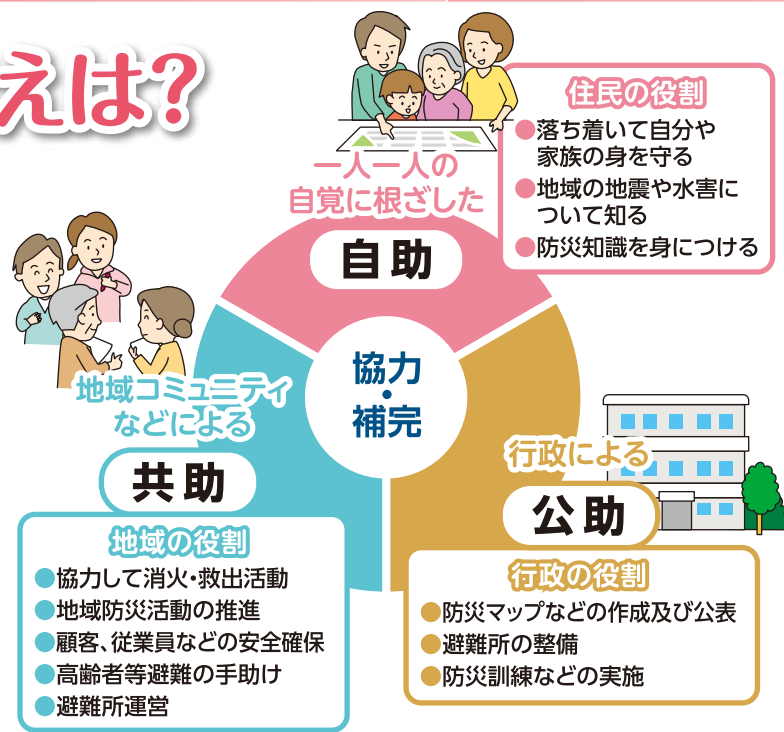 えは?
一人一人の
自覚に根ざした
自助
住民の役割
●落ち着いて自分や
家族の身を守る
●地域の地震や水害に
ついて知る
●防災知識を身につける
協力
・
補完
地域コミュニティ
などによる
共助
地域の役割
●協力して消火・救出活動
●地域防災活動の推進
●顧客、従業員などの安全確保
●高齢者等避難の手助け
●避難所運営
行政による
公助
行政の役割
●防災マップなどの作成及び公表
●避難所の整備
●防災訓練などの実施